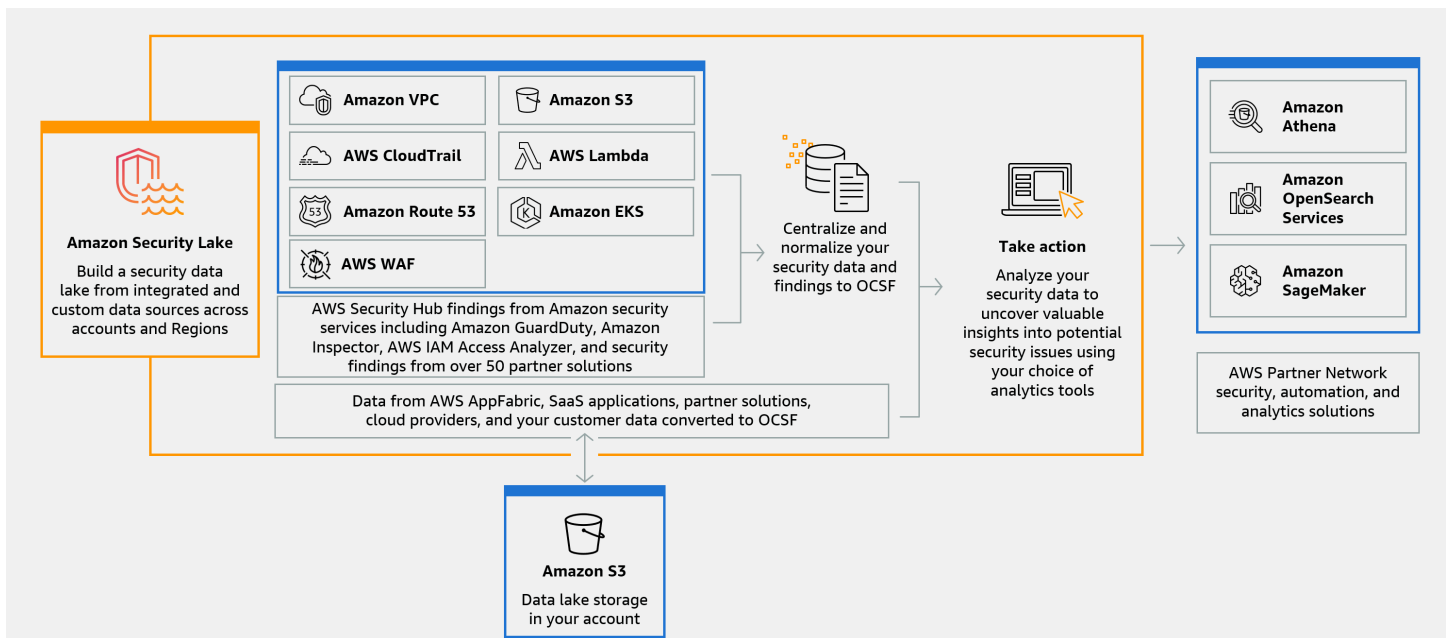 Amazon Security Lake
Build a security data
lake from integrated and
custom data sources across
accounts and Regions
Amazon VPC
Amazon S3
AWS CloudTrail
AWS Lambda
53
Amazon Route 53
K
Amazon EKS
AWS WAF
AWS Security Hub findings from Amazon security
services including Amazon GuardDuty, Amazon
Inspector, AWS IAM Access Analyzer, and security
findings from over 50 partner solutions
Data from AWS AppFabric, SaaS applications, partner solutions,
cloud providers, and your customer data converted to OCSF
Centralize and
normalize your
security data and
findings to OCSF
Take action
Analyze your
security data to
uncover valuable
insights into potential
security issues using
your choice of
analytics tools
Amazon
Athena
Amazon
OpenSearch
Services
Amazon
SageMaker
AWS Partner Network
security, automation, and
analytics solutions
Amazon S3
Data lake storage
in your account